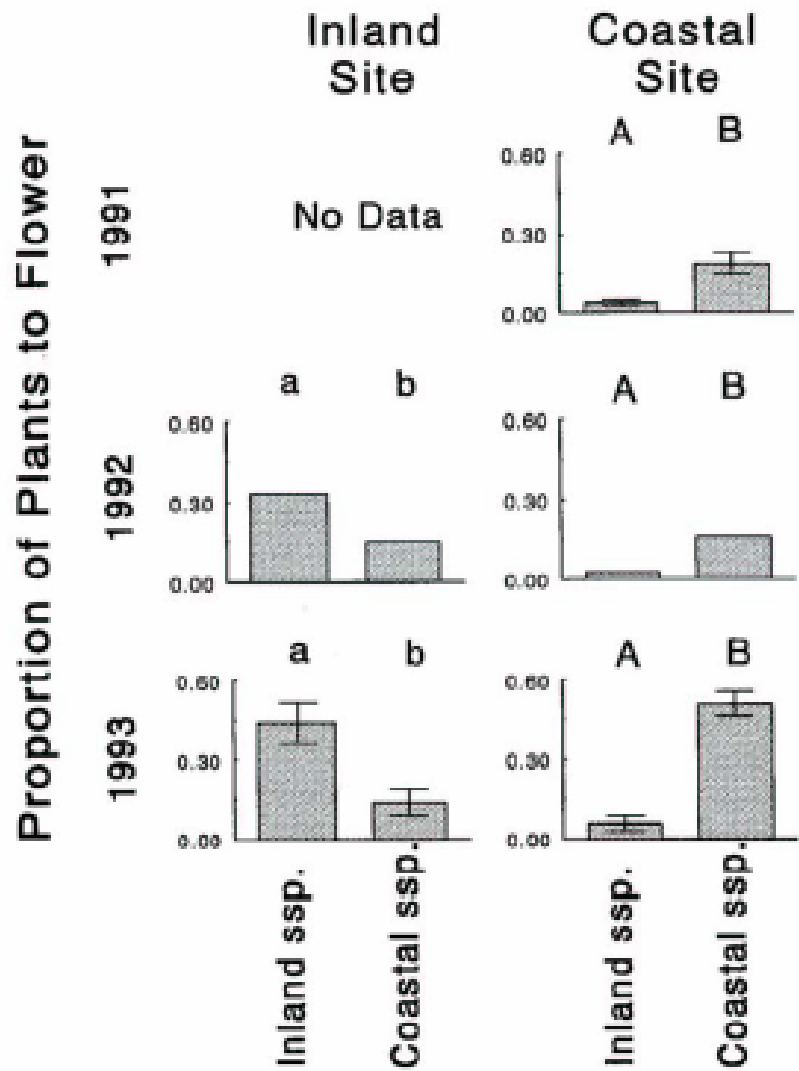 Inland
Site
Coastal
Site
Proportion of Plants to Flower
1991
No Data
A B
0.60
0.30
0.00
1992
a b
0.60
0.30
0.00
A B
0.60
0.30
0.00
1993
a b
0.60
0.30
0.00
A B
0.60
0.30
0.00
Inland ssp.
Coastal ssp.
Inland ssp.
Coastal ssp.